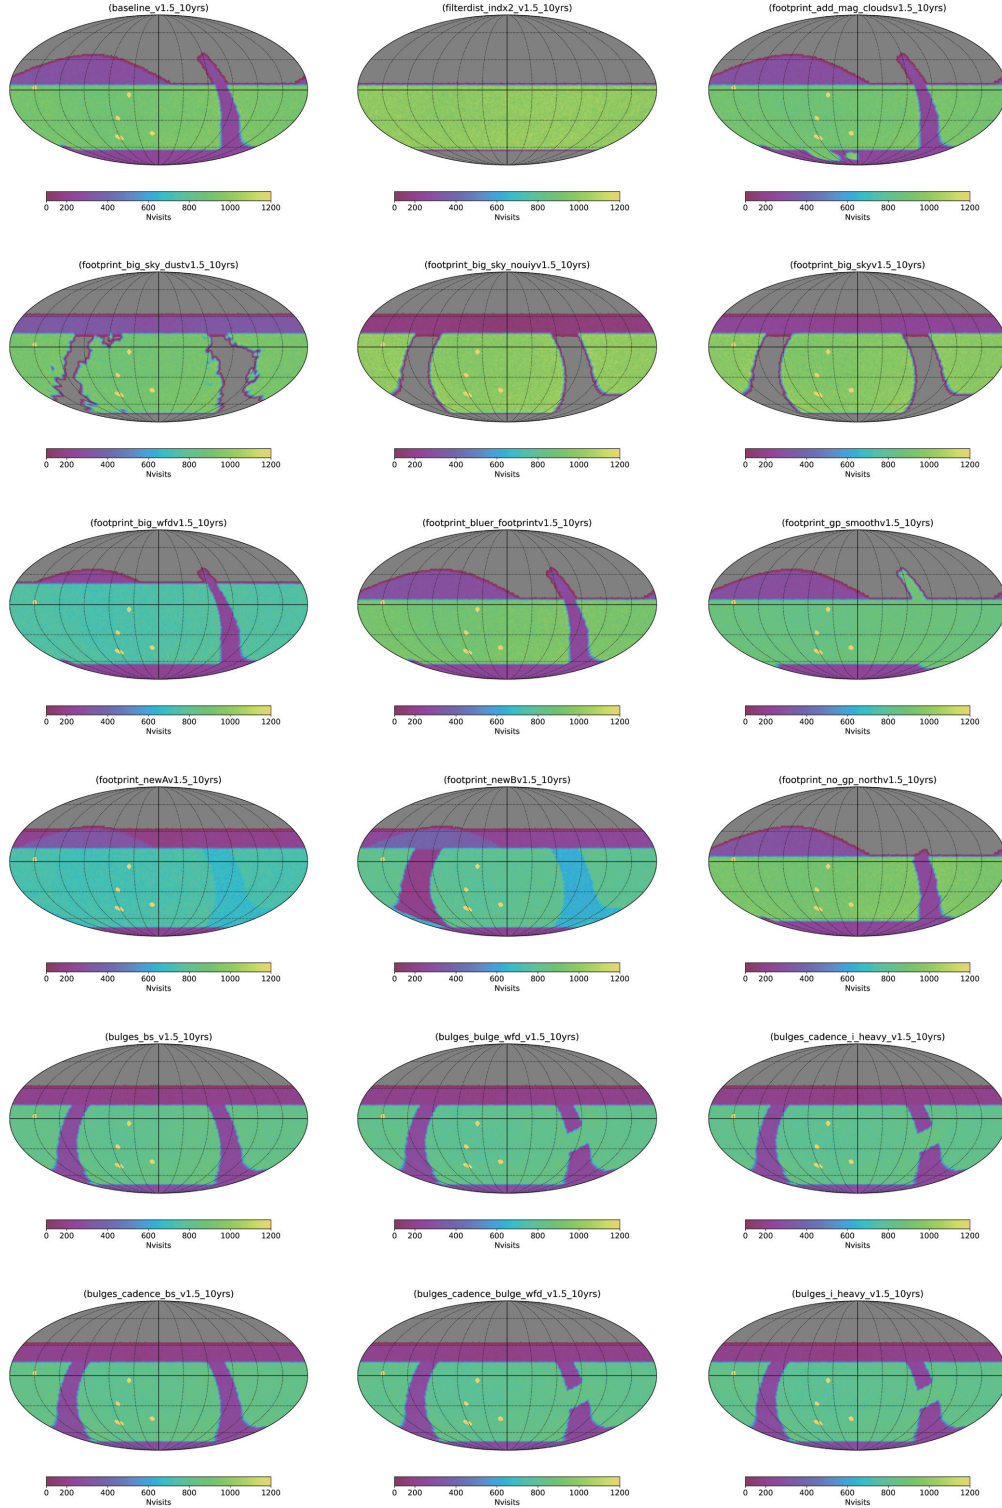 (baseline_v1.5_10yrs)
(filterdist_indx2_v1.5_10yrs)
(footprint_add_mag_cloudsv1.5_10yrs)
0 200 400 600 800 1000 1200
Nvisits
0 200 400 600 800 1000 1200
Nvisits
0 200 400 600 800 1000 1200
Nvisits
(footprint_big_sky_dustv1.5_10yrs)
(footprint_big_sky_nouiyv1.5_10yrs)
(footprint_big_skyv1.5_10yrs)
0 200 400 600 800 1000 1200
Nvisits
0 200 400 600 800 1000 1200
Nvisits
0 200 400 600 800 1000 1200
Nvisits
(footprint_big_wfdv1.5_10yrs)
(footprint_bluer_footprintv1.5_10yrs)
(footprint_gp_smoothv1.5_10yrs)
0 200 400 600 800 1000 1200
Nvisits
0 200 400 600 800 1000 1200
Nvisits
0 200 400 600 800 1000 1200
Nvisits
(footprint_newAv1.5_10yrs)
(footprint_newBv1.5_10yrs)
(footprint_no_gp_northv1.5_10yrs)
0 200 400 600 800 1000 1200
Nvisits
0 200 400 600 800 1000 1200
Nvisits
0 200 400 600 800 1000 1200
Nvisits
(bulges_bs_v1.5_10yrs)
(bulges_bulge_wfd_v1.5_10yrs)
(bulges_cadence_i_heavy_v1.5_10yrs)
0 200 400 600 800 1000 1200
Nvisits
0 200 400 600 800 1000 1200
Nvisits
0 200 400 600 800 1000 1200
Nvisits
(bulges_cadence_bs_v1.5_10yrs)
(bulges_cadence_bulge_wfd_v1.5_10yrs)
(bulges_i_heavy_v1.5_10yrs)
0 200 400 600 800 1000 1200
Nvisits
0 200 400 600 800 1000 1200
Nvisits
0 200 400 600 800 1000 1200
Nvisits